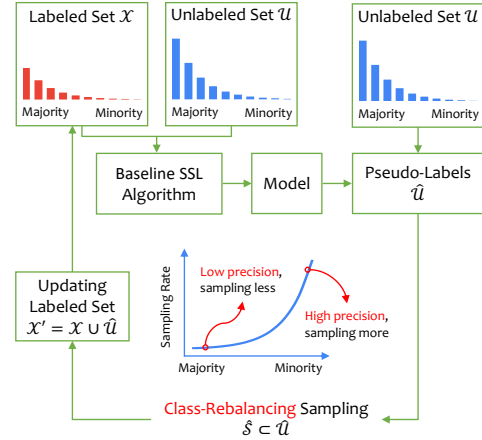 Labeled Set 𝒳
Unlabeled Set 𝒰
Unlabeled Set 𝒰
Majority Minority
Majority Minority
Majority Minority
Baseline SSL
Algorithm
Model
Pseudo-Labels
𝒰̂
Updating
Labeled Set
𝒳′ = 𝒳 ∪ 𝒰̂
Sampling Rate
Low precision,
sampling less
High precision,
sampling more
Majority Minority
Class-Rebalancing Sampling
𝒮̂ ⊂ 𝒰̂